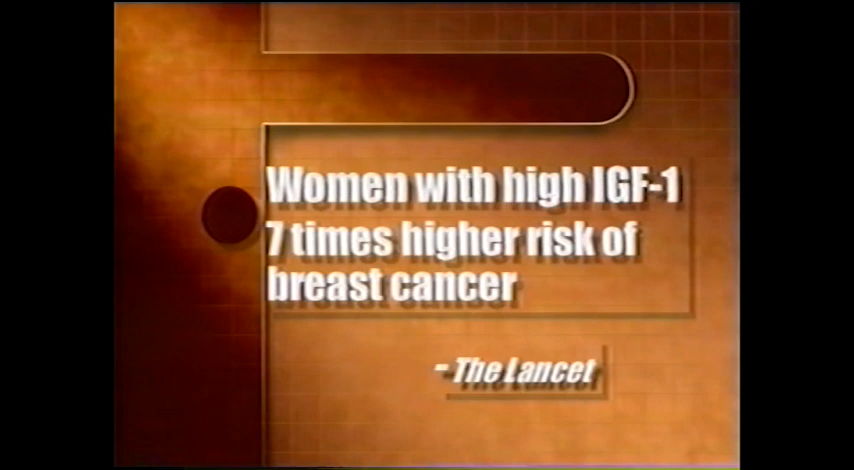 Women with high IGF-1
7 times higher risk of
breast cancer
- The Lancet